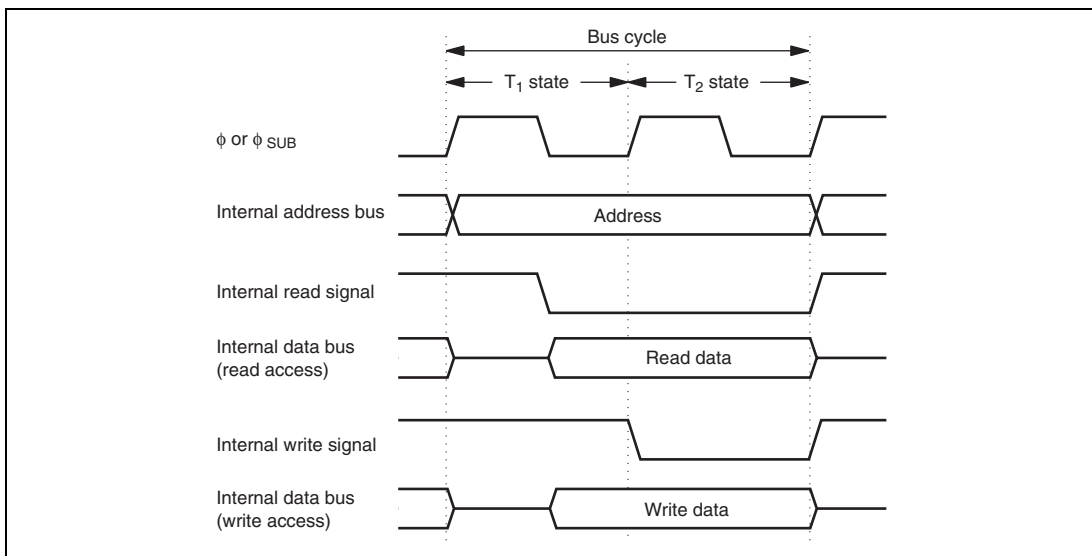 Bus cycle
T₁ state
T₂ state
ϕ or ϕ SUB
Internal address bus
Address
Internal read signal
Internal data bus
(read access)
Read data
Internal write signal
Internal data bus
(write access)
Write data